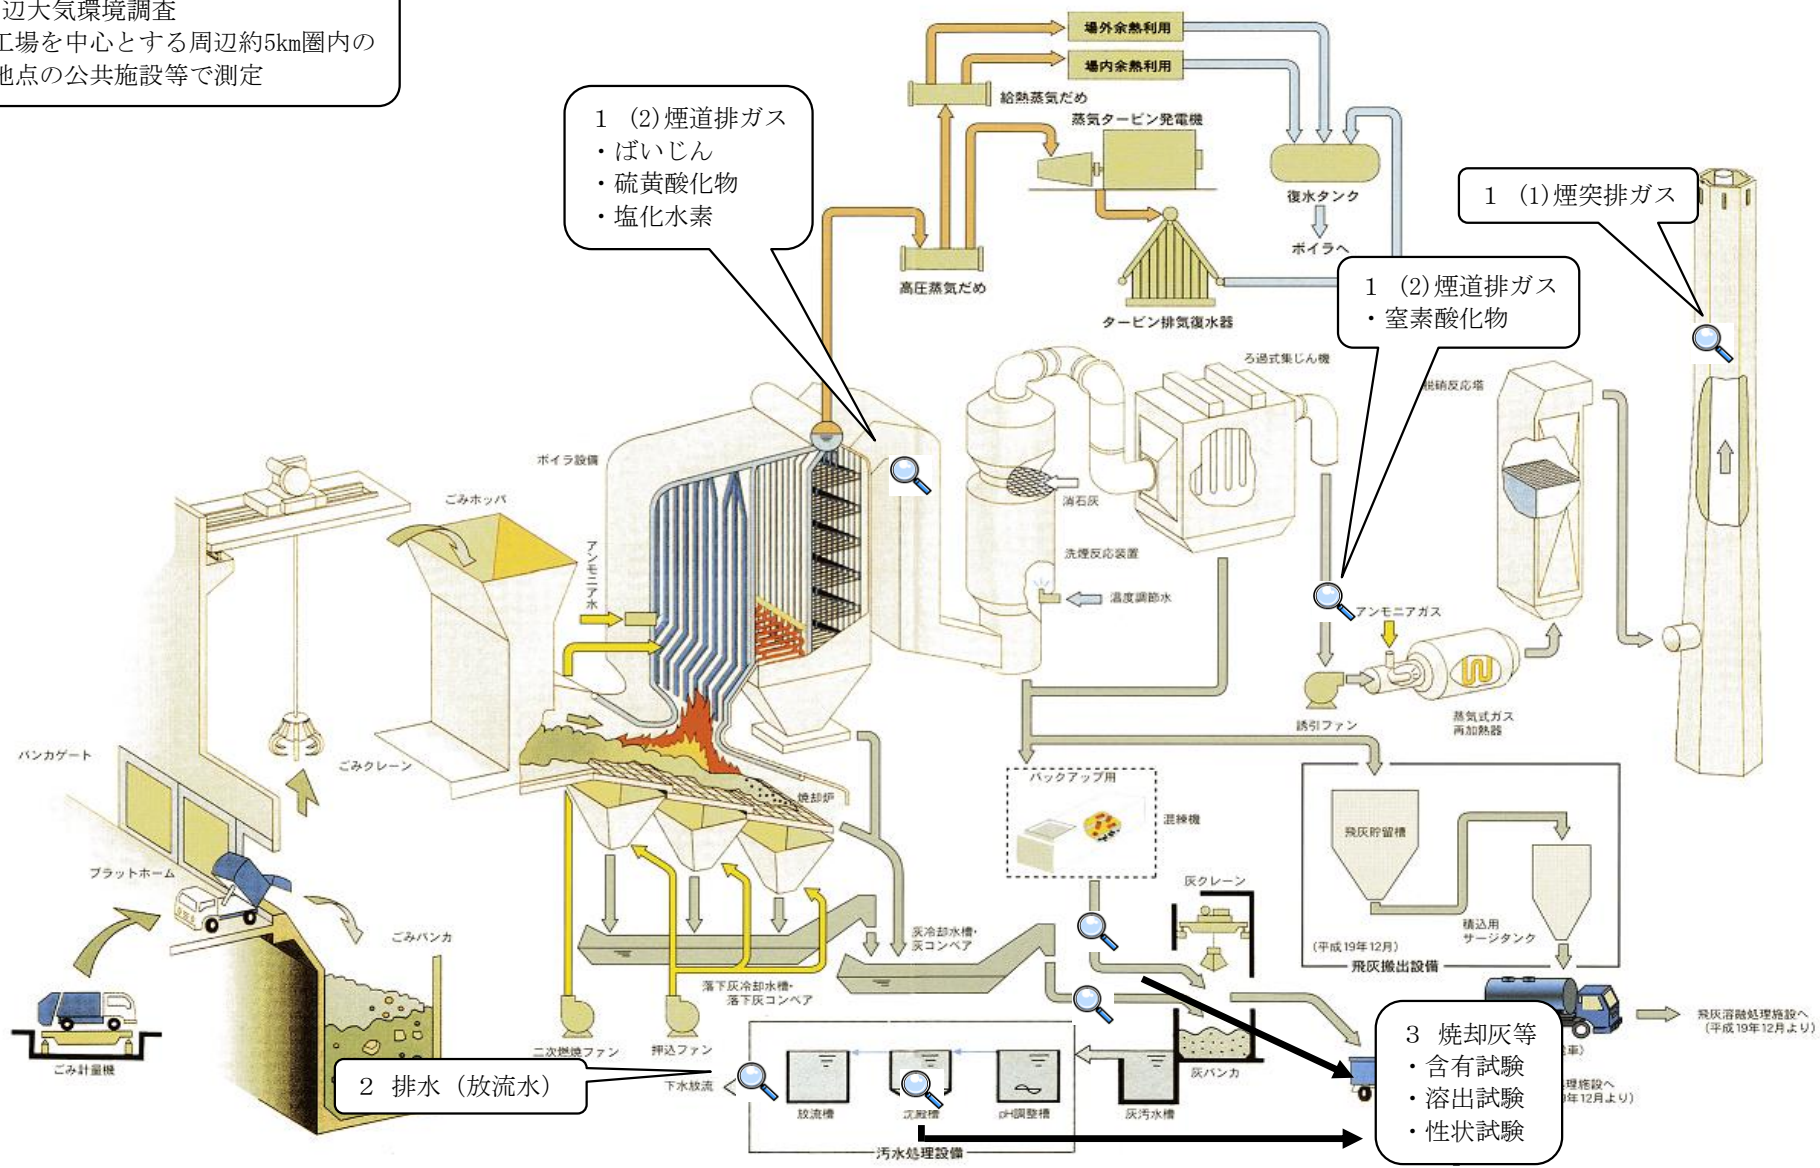 辺大気環境調査
工場を中心とする周辺約5km圏内の
地点の公共施設等で測定
場外余熱利用
場内余熱利用
給熱蒸気だめ
蒸気タービン発電機
1 (2)煙道排ガス
・ばいじん
・硫黄酸化物
・塩化水素
復水タンク
ボイラへ
1 (1)煙突排ガス
高圧蒸気だめ
タービン排気復水器
1 (2)煙道排ガス
・窒素酸化物
ろ過式集じん機
脱硝反応塔
ボイラ設備
ごみホッパ
アンモニア水
消石灰
洗煙反応装置
温度調節水
アンモニアガス
誘引ファン
蒸気式ガス
再加熱器
バンカゲート
ごみクレーン
焼却炉
バックアップ用
混練機
飛灰貯留槽
積込用
サージタンク
(平成19年12月)
飛灰搬出設備
プラットホーム
ごみバンカ
灰クレーン
灰冷却水槽・
灰コンベア
落下灰冷却水槽・
落下灰コンベア
飛灰溶融処理施設へ
(平成19年12月より)
ごみ計量機
二次燃焼ファン
押込ファン
2 排水（放流水）
下水放流
放流槽
沈殿槽
pH調整槽
灰汚水槽
灰バンカ
汚水処理設備
3 焼却灰等
・含有試験
・溶出試験
・性状試験
車)
処理施設へ
9年12月より)